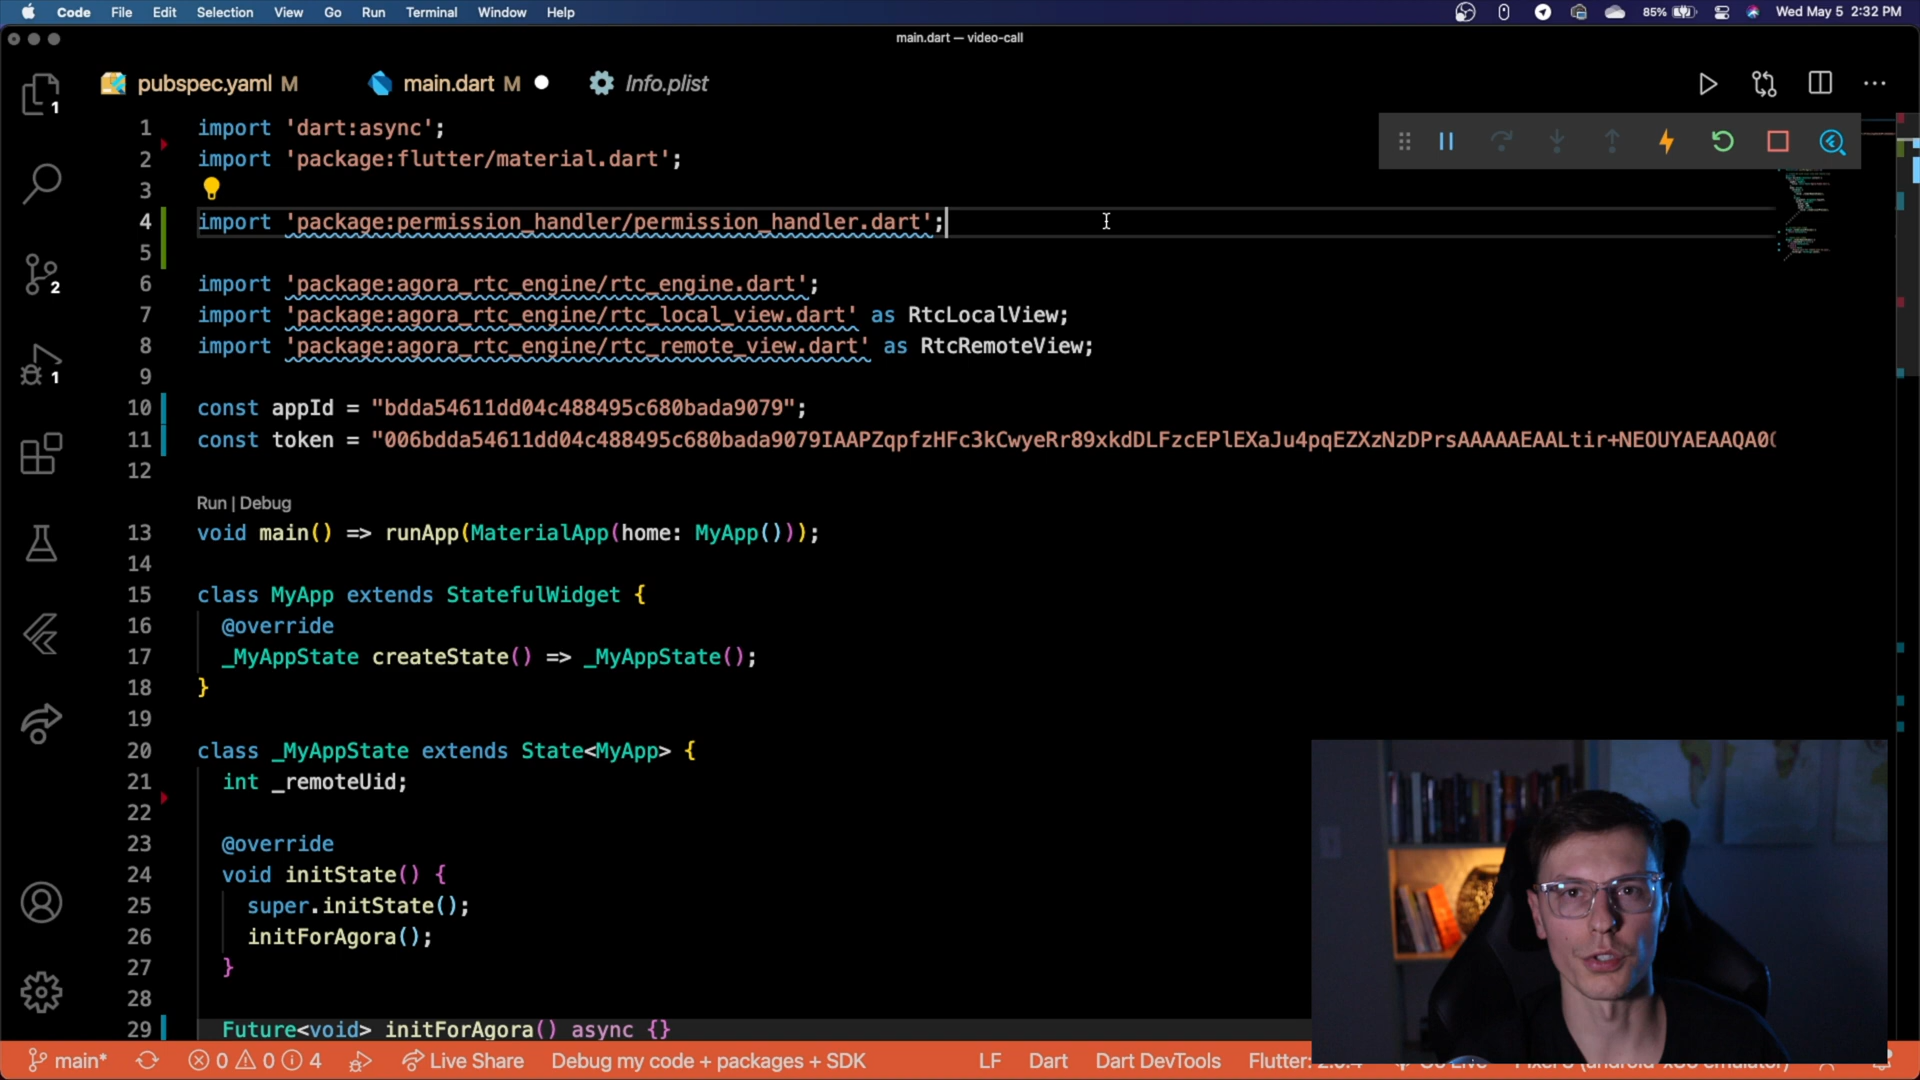 Code File Edit Selection View Go Run Terminal Window Help 85% Wed May 5 2:32 PM
main.dart — video-call
pubspec.yaml M main.dart M Info.plist
1 import 'dart:async';
2 import 'package:flutter/material.dart';
3
4 import 'package:permission_handler/permission_handler.dart';
5
6 import 'package:agora_rtc_engine/rtc_engine.dart';
7 import 'package:agora_rtc_engine/rtc_local_view.dart' as RtcLocalView;
8 import 'package:agora_rtc_engine/rtc_remote_view.dart' as RtcRemoteView;
9
10 const appId = "bdda54611dd04c488495c680bada9079";
11 const token = "006bdda54611dd04c488495c680bada9079IAAPZqpfzHFc3kCwyeRr89xkdDLFzcEPlEXaJu4pqEZXzNzDPrsAAAAAEAALtir+NEOUYAEAAQA0
12
Run | Debug
13 void main() => runApp(MaterialApp(home: MyApp()));
14
15 class MyApp extends StatefulWidget {
16 @override
17 _MyAppState createState() => _MyAppState();
18 }
19
20 class _MyAppState extends State<MyApp> {
21 int _remoteUid;
22
23 @override
24 void initState() {
25 super.initState();
26 initForAgora();
27 }
28
29 Future<void> initForAgora() async {}
1
2
1
main* 0 0 4 Live Share Debug my code + packages + SDK LF Dart Dart DevTools Flutter: